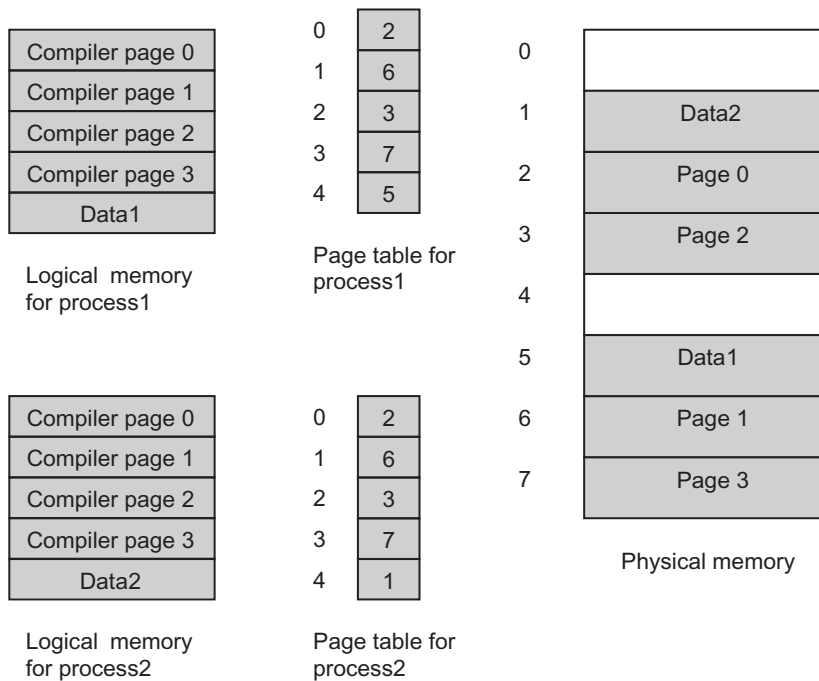 Compiler page 0
Compiler page 1
Compiler page 2
Compiler page 3
Data1
Logical memory
for process1
0 2
1 6
2 3
3 7
4 5
Page table for
process1
Compiler page 0
Compiler page 1
Compiler page 2
Compiler page 3
Data2
Logical memory
for process2
0 2
1 6
2 3
3 7
4 1
Page table for
process2
0
1 Data2
2 Page 0
3 Page 2
4
5 Data1
6 Page 1
7 Page 3
Physical memory